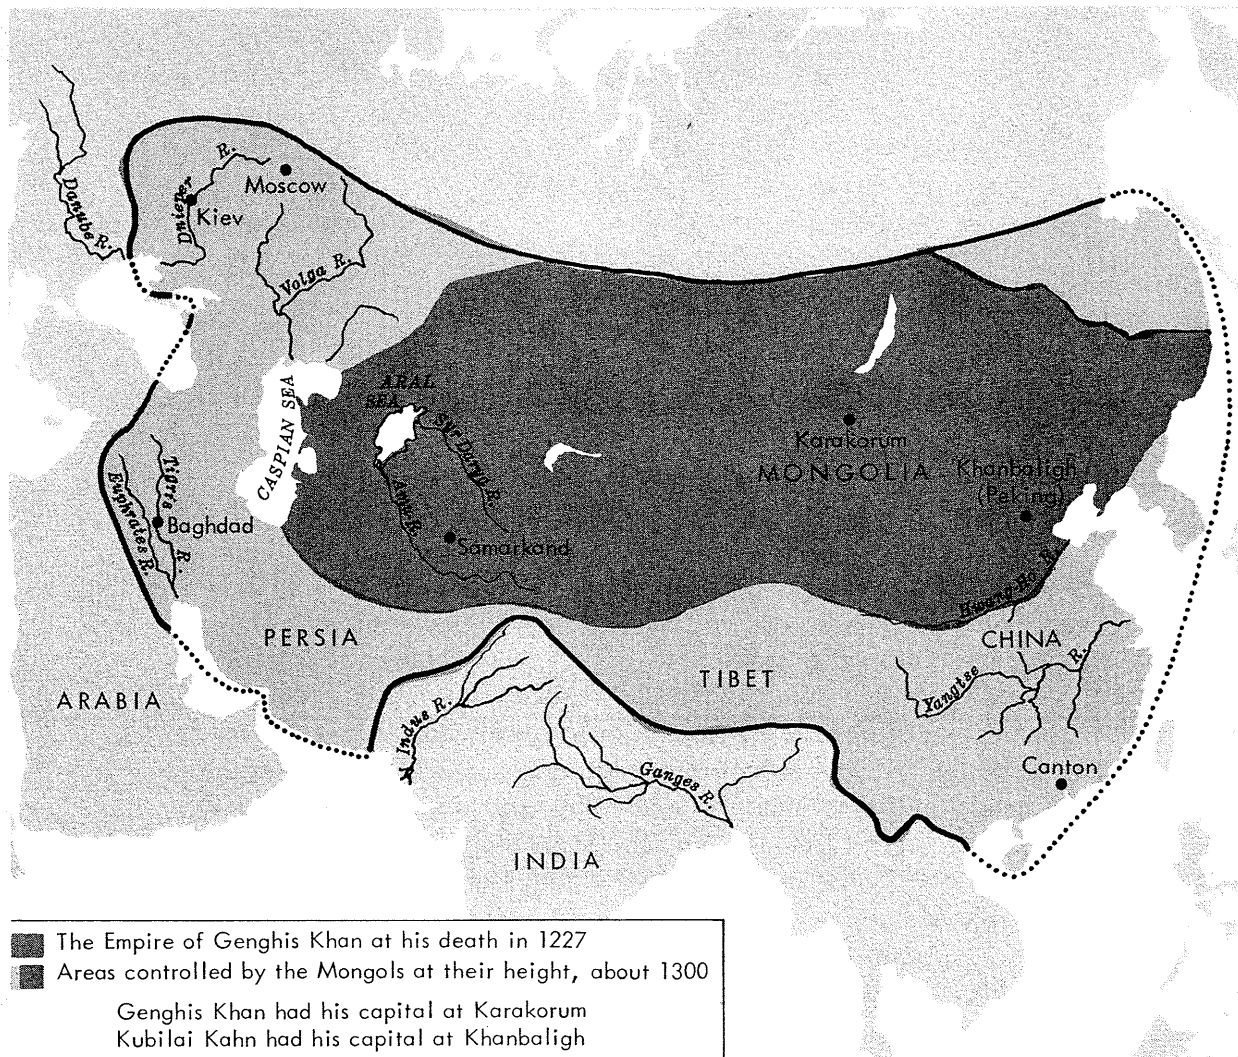 Moscow
Dnieper R.
Kiev
Danube R.
Volga R.
CASPIAN SEA
ARAL
SEA
Syr Darya R.
Amu R.
Samarkand
Karakorum
MONGOLIA
Khanbaligh
(Peking)
Tigris R.
Euphrates R.
Baghdad
Hwang-Ho R.
PERSIA
CHINA
ARABIA
TIBET
Yangtse R.
Indus R.
Ganges R.
Canton
INDIA
The Empire of Genghis Khan at his death in 1227
Areas controlled by the Mongols at their height, about 1300
Genghis Khan had his capital at Karakorum
Kubilai Kahn had his capital at Khanbaligh